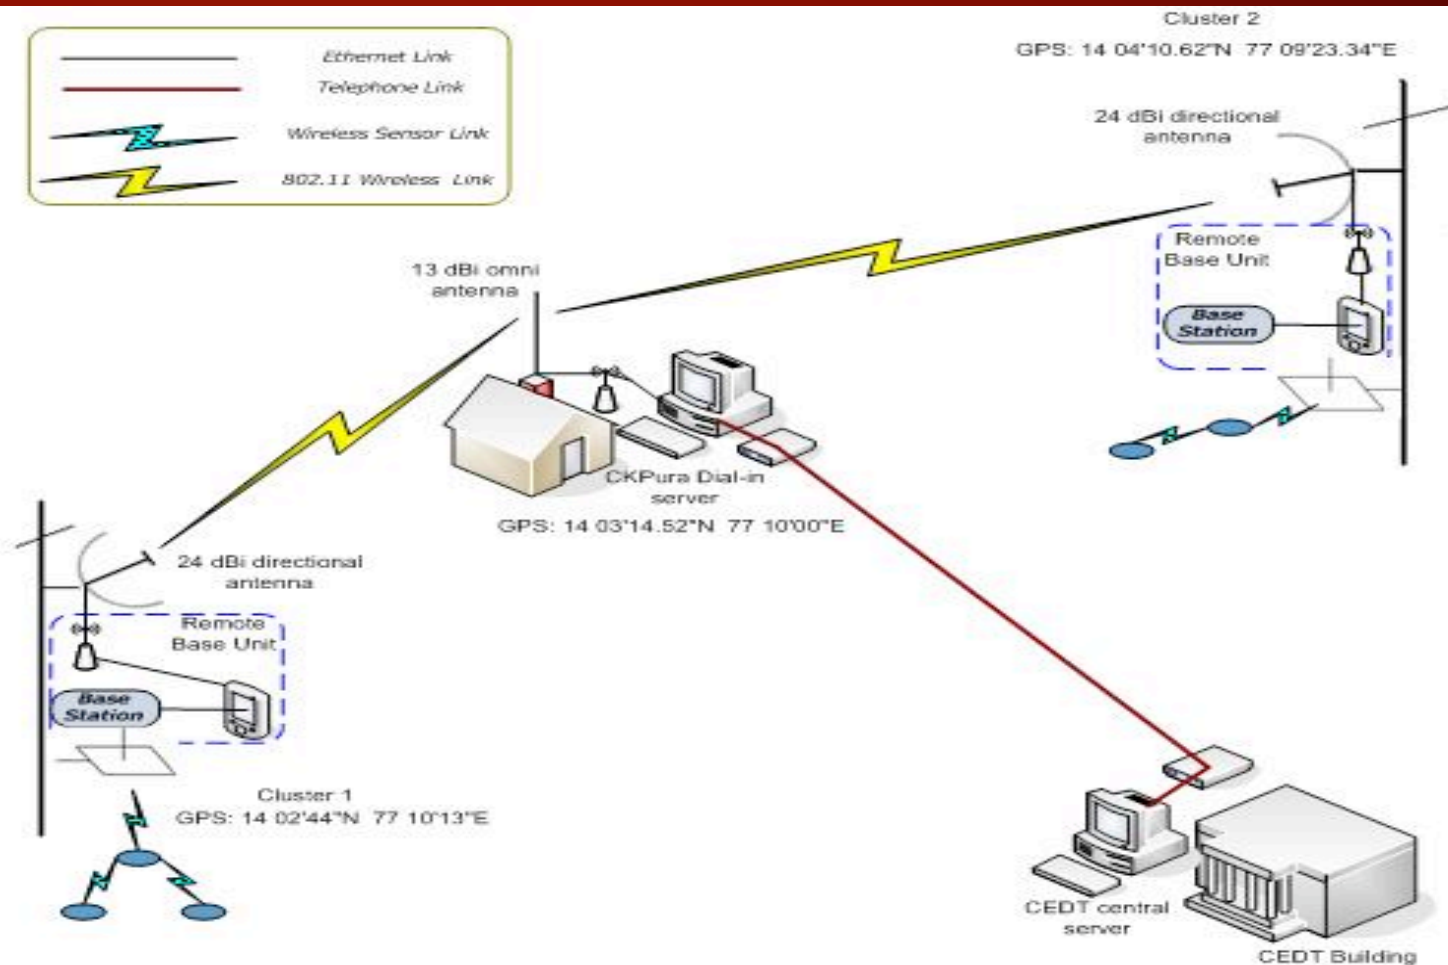 Ethernet Link
Telephone Link
Wireless Sensor Link
802.11 Wireless Link
Cluster 2
GPS: 14 04'10.62"N 77 09'23.34"E
24 dBi directional
antenna
Remote
Base Unit
Base
Station
13 dBi omni
antenna
CKPura Dial-in
server
GPS: 14 03'14.52"N 77 10'00"E
24 dBi directional
antenna
Remote
Base Unit
Base
Station
Cluster 1
GPS: 14 02'44"N 77 10'13"E
CEDT central
server
CEDT Building